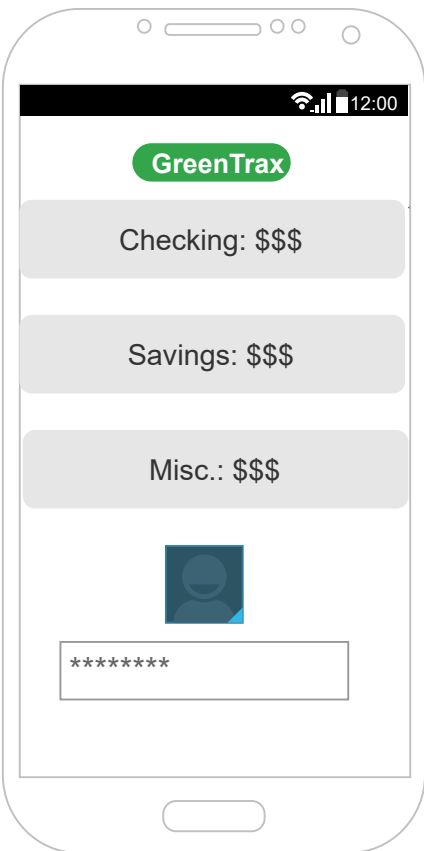 12:00
GreenTrax
Checking: $$$
Savings: $$$
Misc.: $$$
********